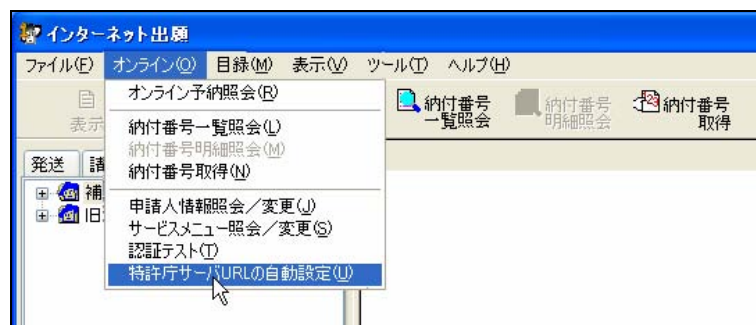 インターネット出願
ファイル(F) オンライン(O) 目録(M) 表示(V) ツール(T) ヘルプ(H)
オンライン予納照会(R)
納付番号一覧照会(L)
納付番号明細照会(M)
納付番号取得(N)
申請人情報照会／変更(J)
サービスメニュー照会／変更(S)
認証テスト(T)
特許庁サーバURLの自動設定(U)
表示
納付番号
一覧照会
納付番号
明細照会
納付番号
取得
発送
補
旧